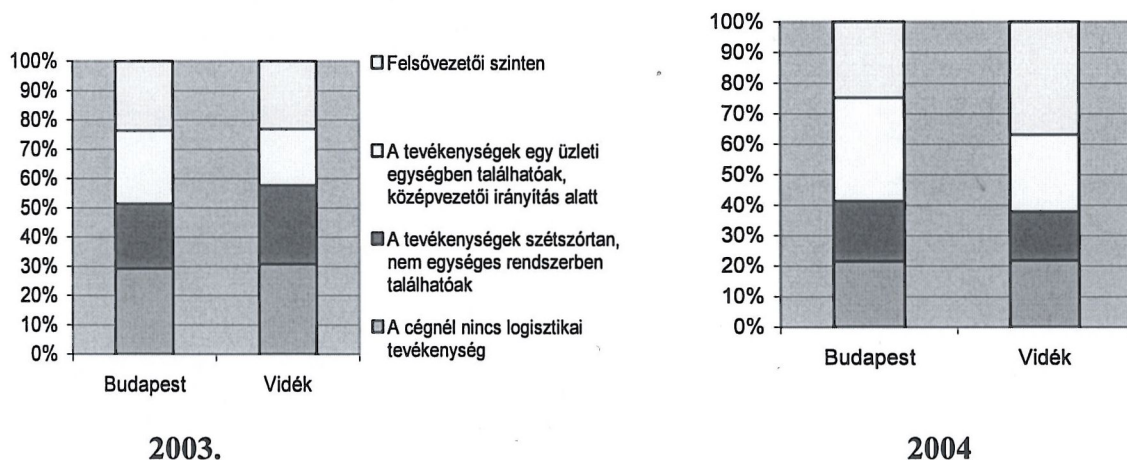 100%
90%
80%
70%
60%
50%
40%
30%
20%
10%
0%
Budapest
Vidék
Felsővezetői szinten
A tevékenységek egy üzleti
egységben találhatóak,
középvezetői irányítás alatt
A tevékenységek szétszórtan,
nem egységes rendszerben
találhatóak
A cégnél nincs logisztikai
tevékenység
2003.
100%
90%
80%
70%
60%
50%
40%
30%
20%
10%
0%
Budapest
Vidék
2004